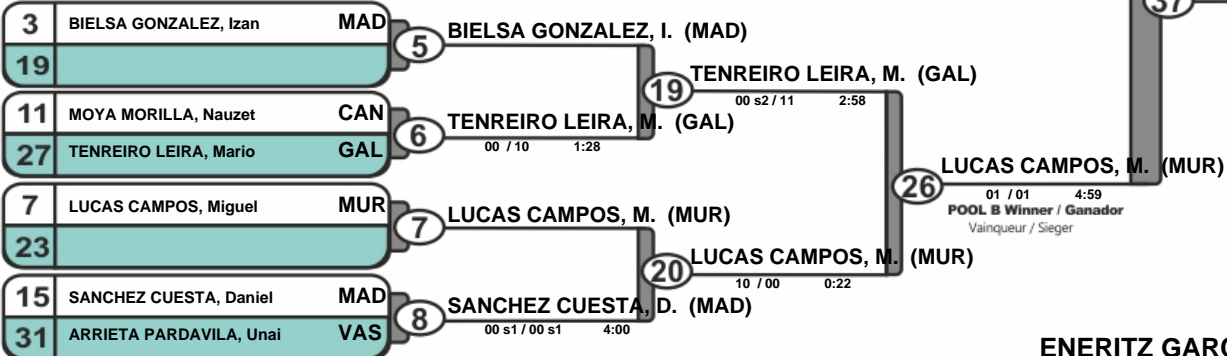 37
3 BIELSA GONZALEZ, Izan MAD
19
5
BIELSA GONZALEZ, I. (MAD)
11 MOYA MORILLA, Nauzet CAN
27 TENREIRO LEIRA, Mario GAL
6
TENREIRO LEIRA, M. (GAL)
00 / 10 1:28
19
TENREIRO LEIRA, M. (GAL)
00 s2 / 11 2:58
7 LUCAS CAMPOS, Miguel MUR
23
7
LUCAS CAMPOS, M. (MUR)
15 SANCHEZ CUESTA, Daniel MAD
31 ARRIETA PARDAVILA, Unai VAS
8
SANCHEZ CUESTA, D. (MAD)
00 s1 / 00 s1 4:00
20
LUCAS CAMPOS, M. (MUR)
10 / 00 0:22
26
LUCAS CAMPOS, M. (MUR)
01 / 01 4:59
POOL B Winner / Ganador
Vainqueur / Sieger
ENERITZ